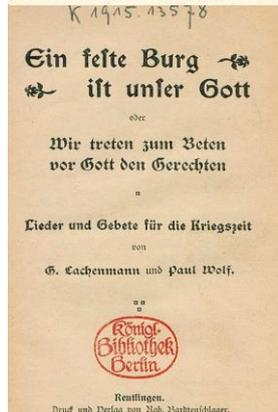 K 1915.13578
Ein feste Burg
ist unser Gott
oder
Wir treten zum Beten
vor Gott den Gerechten
Lieder und Gebete für die Kriegszeit
von
G. Lachenmann und Paul Wolf.
Königl.
Bibliothek
Berlin
Reutlingen.
Druck und Verlag von Rob. Bardtenschlager.